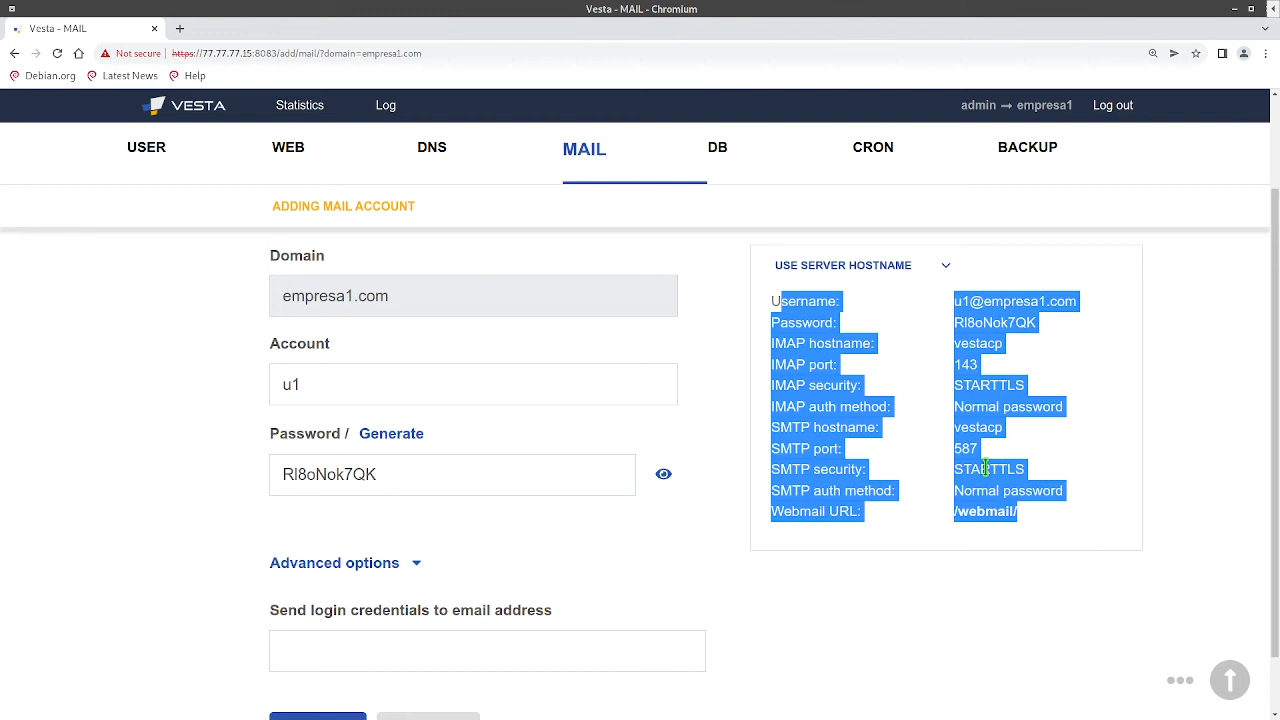 Vesta - MAIL - Chromium
Vesta - MAIL
Not secure https://77.77.77.15:8083/add/mail/?domain=empresa1.com
Debian.org Latest News Help
VESTA Statistics Log admin → empresa1 Log out
USER WEB DNS MAIL DB CRON BACKUP
ADDING MAIL ACCOUNT
Domain
empresa1.com
Account
u1
Password / Generate
Rl8oNok7QK
Advanced options
Send login credentials to email address
USE SERVER HOSTNAME
Username: u1@empresa1.com
Password: Rl8oNok7QK
IMAP hostname: vestacp
IMAP port: 143
IMAP security: STARTTLS
IMAP auth method: Normal password
SMTP hostname: vestacp
SMTP port: 587
SMTP security: STARTTLS
SMTP auth method: Normal password
Webmail URL: /webmail/